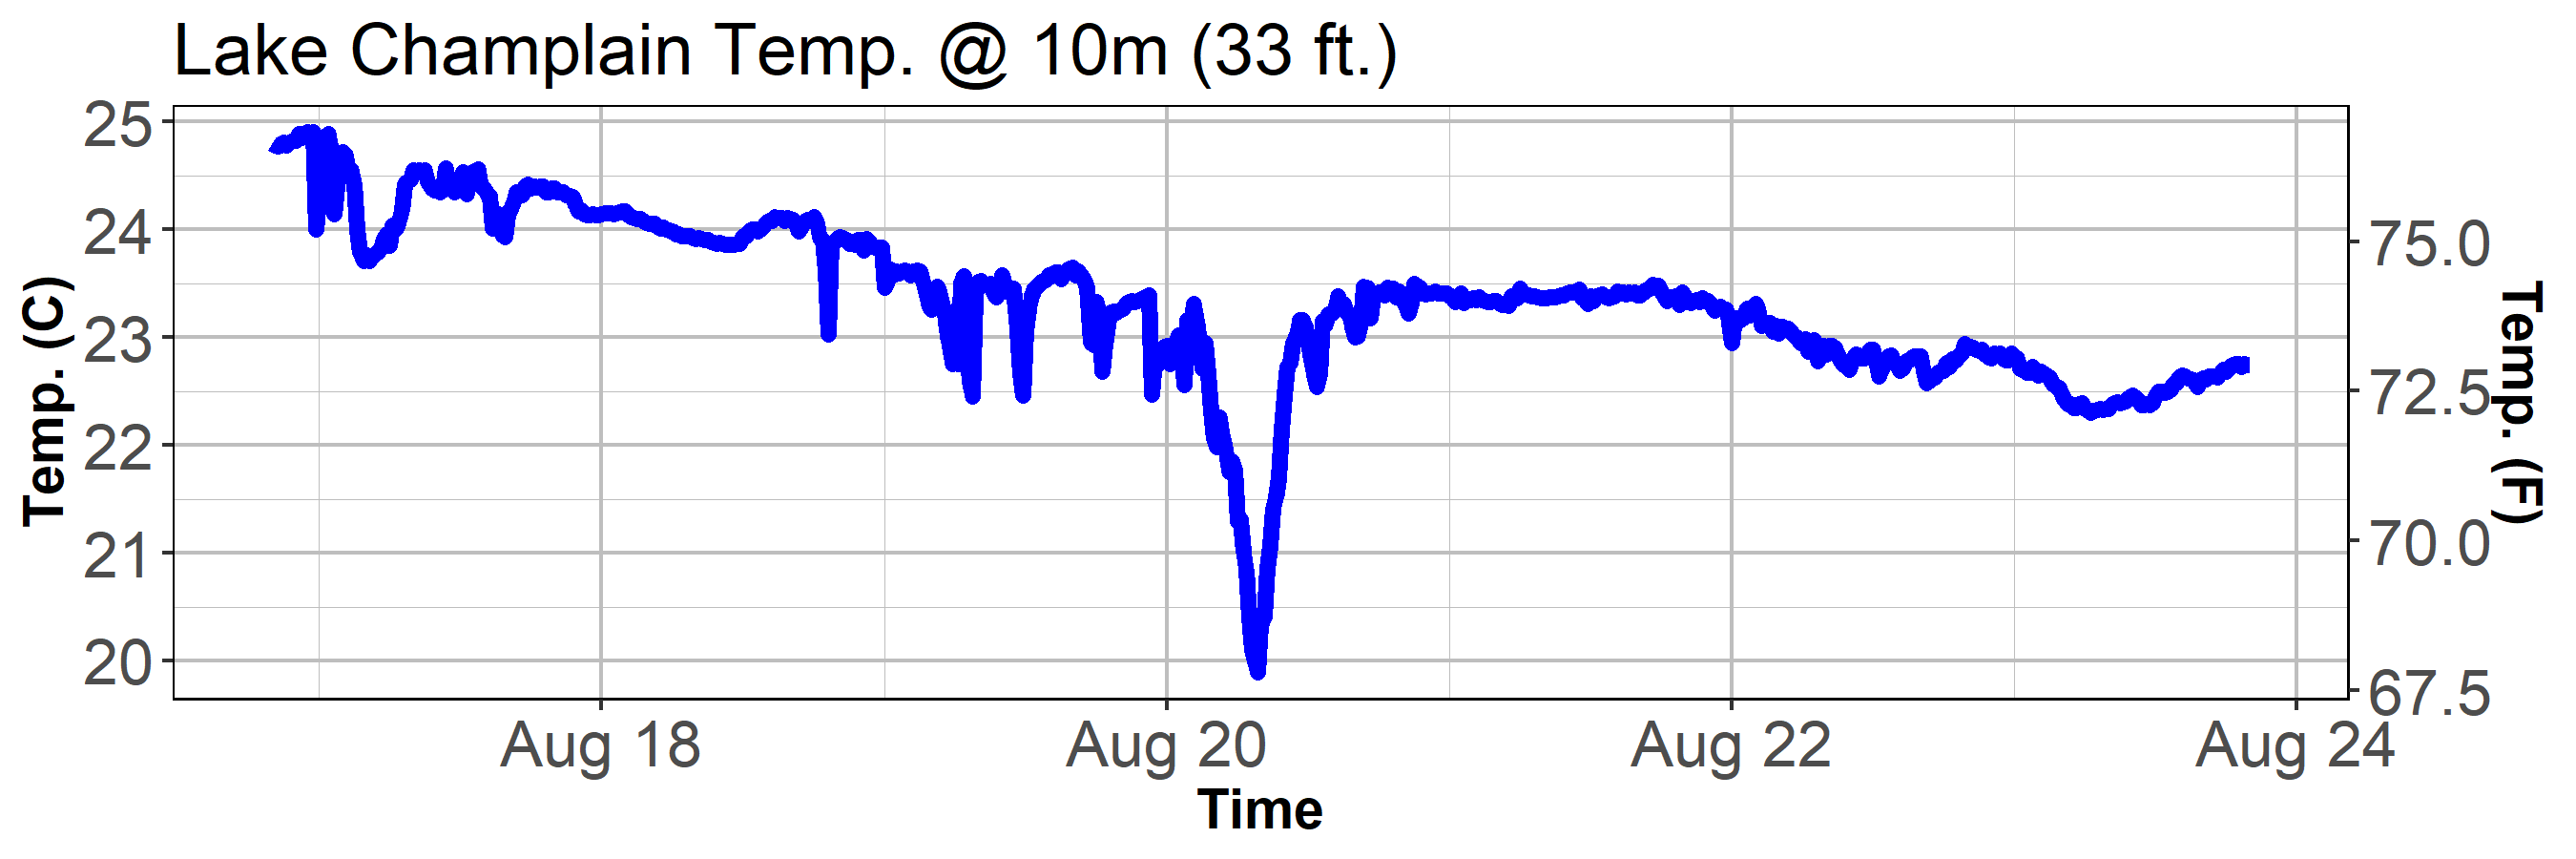 Lake Champlain Temp. @ 10m (33 ft.)
25
24
23
22
21
20
Temp. (C)
75.0
72.5
70.0
67.5
Temp. (F)
Aug 18 Aug 20 Aug 22 Aug 24
Time